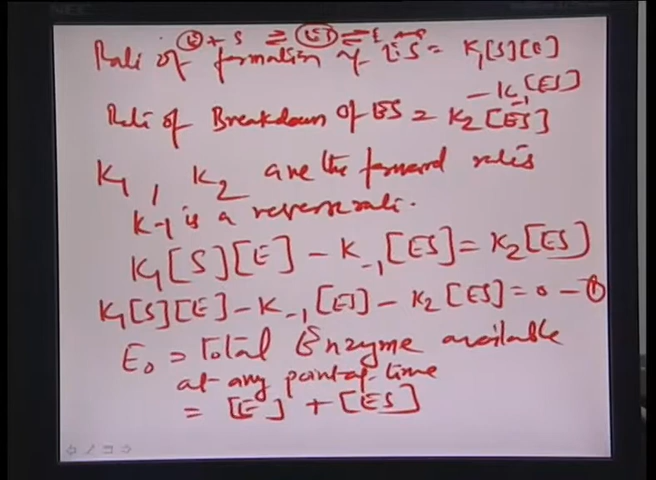 E + S ⇌ ES ⇌ E
Rate of formation of ES = K1[S][E]
- K-1[ES]
Rate of Breakdown of ES = K2[ES]
K1, K2 are the forward rates
K-1 is a reverse rate.
K1[S][E] - K-1[ES] = K2[ES]
K1[S][E] - K-1[ES] - K2[ES] = 0 - ①
E0 = Total Enzyme available
at any point of time
= [E] + [ES]